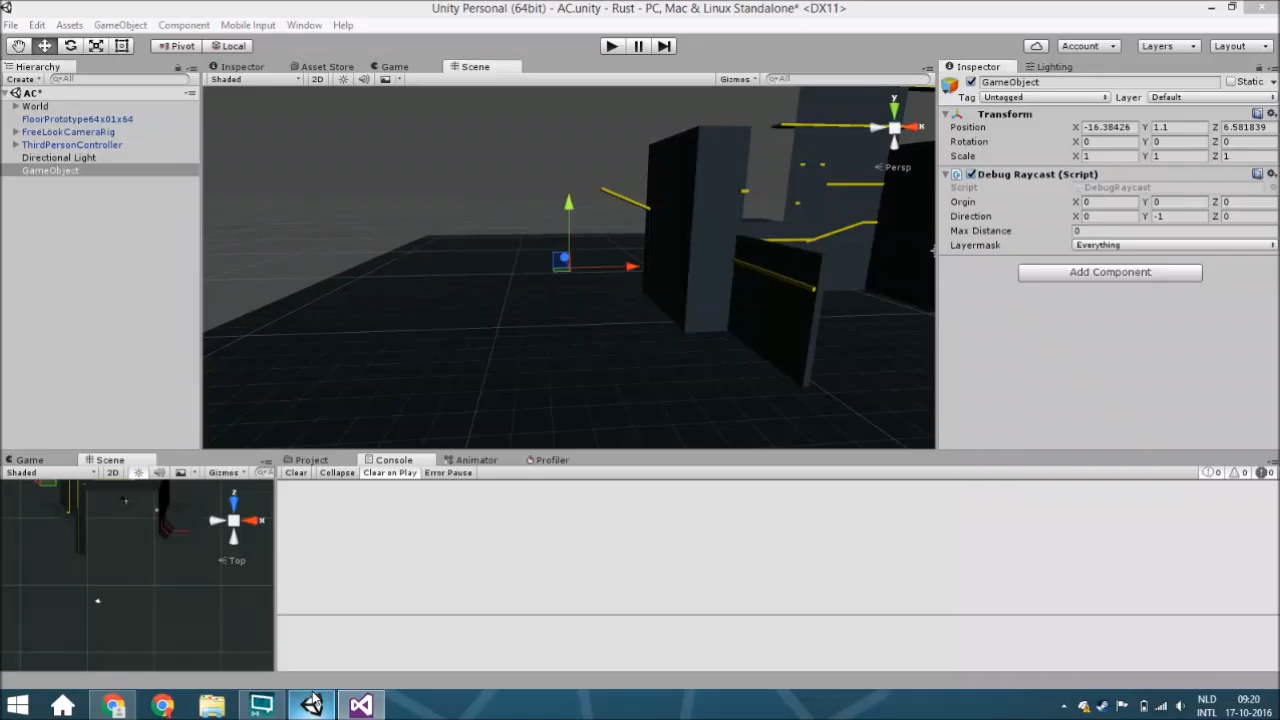 Unity Personal (64bit) - AC.unity - Rust - PC, Mac & Linux Standalone* <DX11>
File Edit Assets GameObject Component Mobile Input Window Help
Pivot Local Account Layers Layout
Hierarchy Inspector Asset Store Game Scene Inspector Lighting
Create All Shaded 2D Gizmos All GameObject Static
AC*
Tag Untagged Layer Default
World
Transform
FloorPrototype64x01x64
Position X -16.38426 Y 1.1 Z 6.581839
FreeLookCameraRig
Rotation X 0 Y 0 Z 0
ThirdPersonController
Scale X 1 Y 1 Z 1
Directional Light
GameObject
Debug Raycast (Script)
Script DebugRaycast
Orgin X 0 Y 0 Z 0
Direction X 0 Y -1 Z 0
Max Distance 0
Layermask Everything
Add Component
y
x
Persp
Game Scene Project Console Animator Profiler
Shaded 2D Gizmos Clear Collapse Clear on Play Error Pause 0 0 0
z
x
Top
NLD 09:20
INTL 17-10-2016